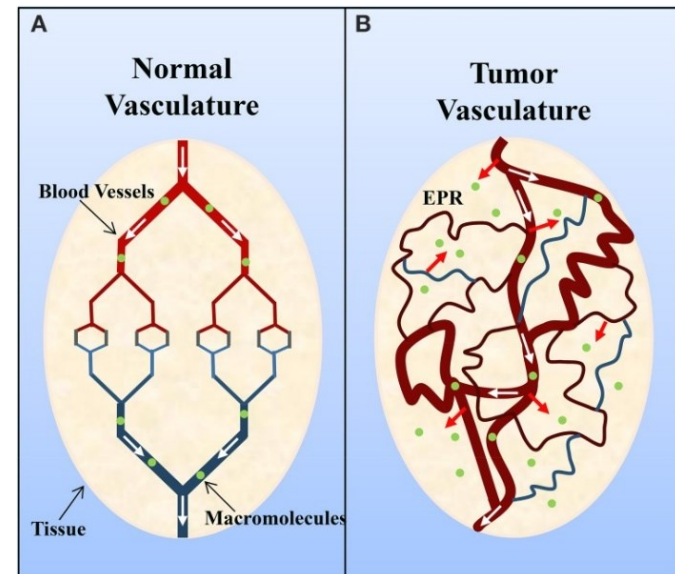 A
Normal
Vasculature
Blood Vessels
Tissue
Macromolecules
B
Tumor
Vasculature
EPR